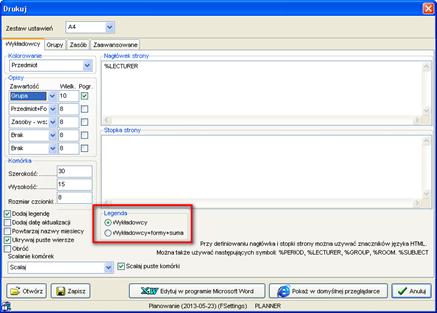 Drukuj
Zestaw ustawień A4
Wykładowcy Grupy Zasób Zaawansowane
Kolorowanie
Przedmiot
Opisy
Zawartość Wielk. Pogr.
Grupa 10
Przedmiot+Fo 8
Zasoby - ws: 8
Brak 8
Brak 8
Komórka
Szerokość: 30
Wysokość: 15
Rozmiar czcionki: 8
Dodaj legendę
Dodaj datę aktualizacji
Powtarzaj nazwy miesięcy
Ukrywaj puste wiersze
Obróć
Scalanie komórek
Scalaj
Scalaj puste komórki
Nagłówek strony
%LECTURER
Stopka strony
Legenda
Wykładowcy
Wykładowcy+formy+suma
Przy definiowaniu nagłówka i stopki strony można używać znaczników języka HTML.
Można także używać następujących symboli: %PERIOD, %LECTURER, %GROUP, %ROOM. %SUBJECT
Otwórz Zapisz Edytuj w programie Microsoft Word Pokaż w domyślnej przeglądarce Anuluj
Planowanie (2013-05-23) (FSettings) PLANNER